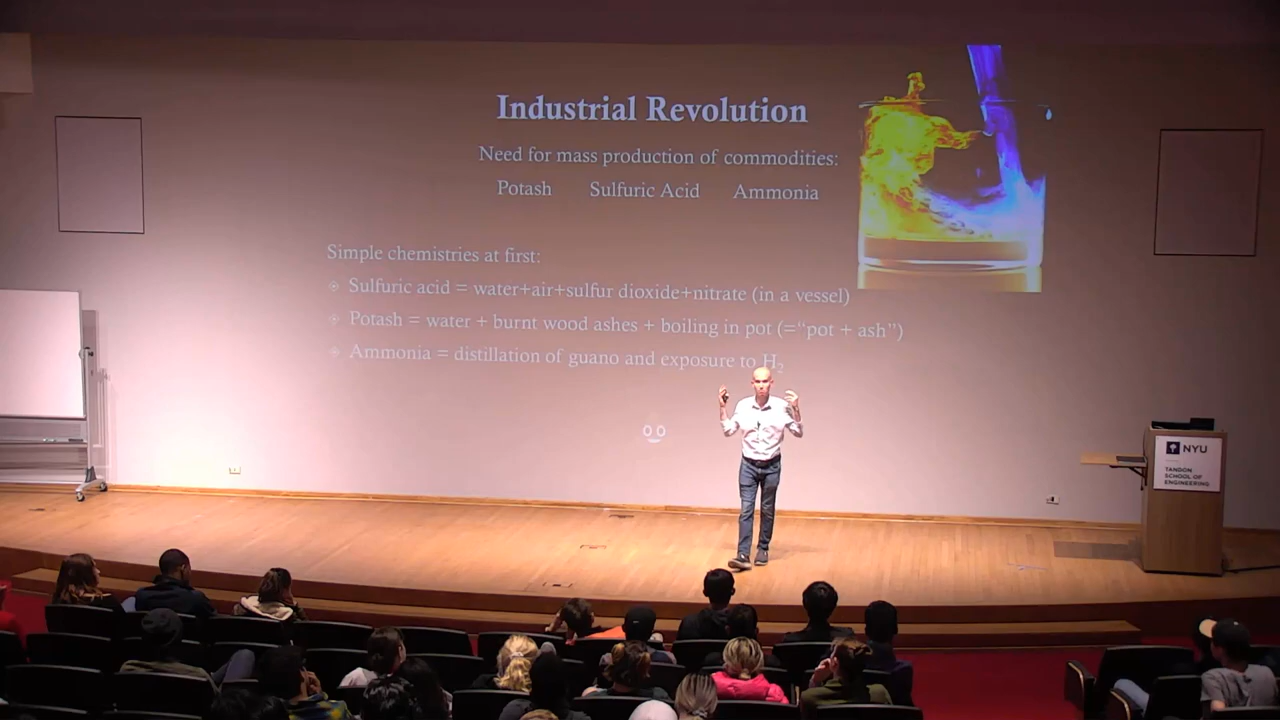 Industrial Revolution
Need for mass production of commodities:
Potash Sulfuric Acid Ammonia
Simple chemistries at first:
Sulfuric acid = water+air+sulfur dioxide+nitrate (in a vessel)
Potash = water + burnt wood ashes + boiling in pot (="pot + ash")
Ammonia = distillation of guano and exposure to H₂
NYU
TANDON
SCHOOL OF
ENGINEERING